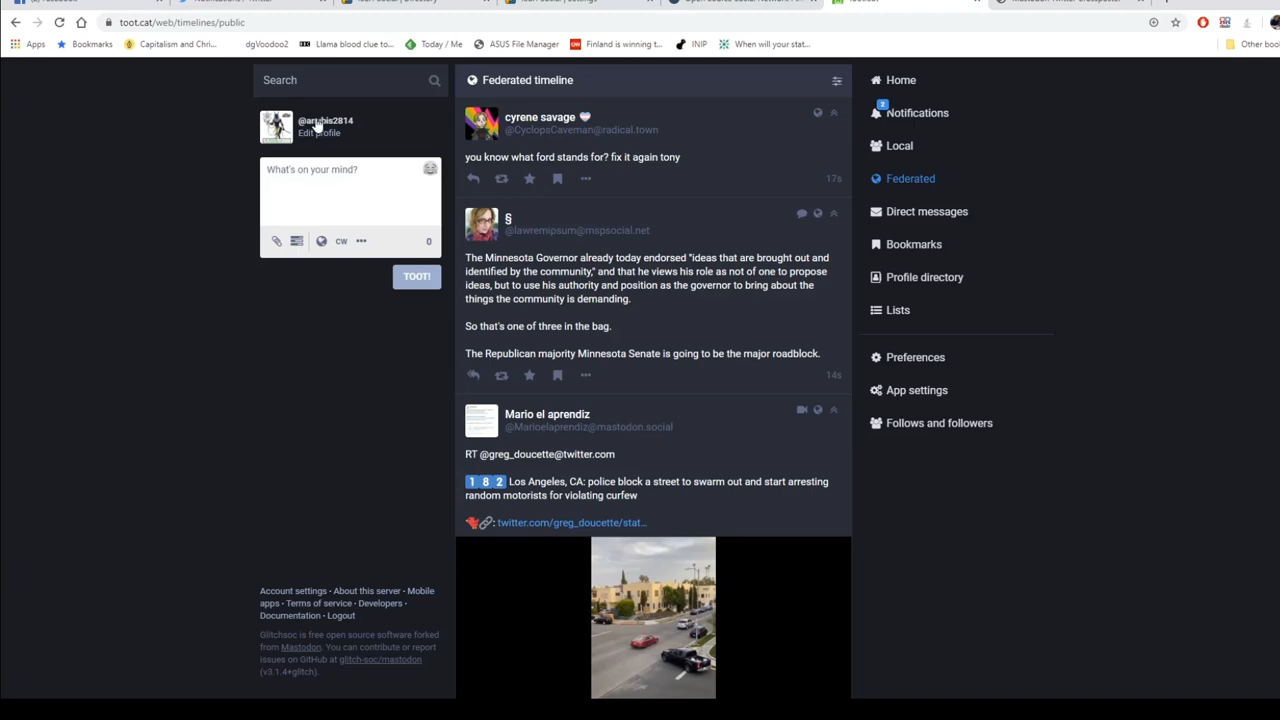 toot.cat/web/timelines/public
Apps
Bookmarks
Capitalism and Chri...
dgVoodoo2
Llama blood clue to...
Today / Me
ASUS File Manager
Finland is winning t...
INIP
When will your stat...
Other book
Search
@anubis2814
Edit profile
What's on your mind?
CW
0
TOOT!
Account settings · About this server · Mobile
apps · Terms of service · Developers ·
Documentation · Logout
Glitchsoc is free open source software forked
from Mastodon. You can contribute or report
issues on GitHub at glitch-soc/mastodon
(v3.1.4+glitch).
Federated timeline
cyrene savage
@CyclopsCaveman@radical.town
you know what ford stands for? fix it again tony
17s
§
@lawremipsum@mspsocial.net
The Minnesota Governor already today endorsed "ideas that are brought out and
identified by the community," and that he views his role as not of one to propose
ideas, but to use his authority and position as the governor to bring about the
things the community is demanding.
So that's one of three in the bag.
The Republican majority Minnesota Senate is going to be the major roadblock.
14s
Mario el aprendiz
@Marioelaprendiz@mastodon.social
RT @greg_doucette@twitter.com
1 8 2 Los Angeles, CA: police block a street to swarm out and start arresting
random motorists for violating curfew
: twitter.com/greg_doucette/stat...
Home
2
Notifications
Local
Federated
Direct messages
Bookmarks
Profile directory
Lists
Preferences
App settings
Follows and followers